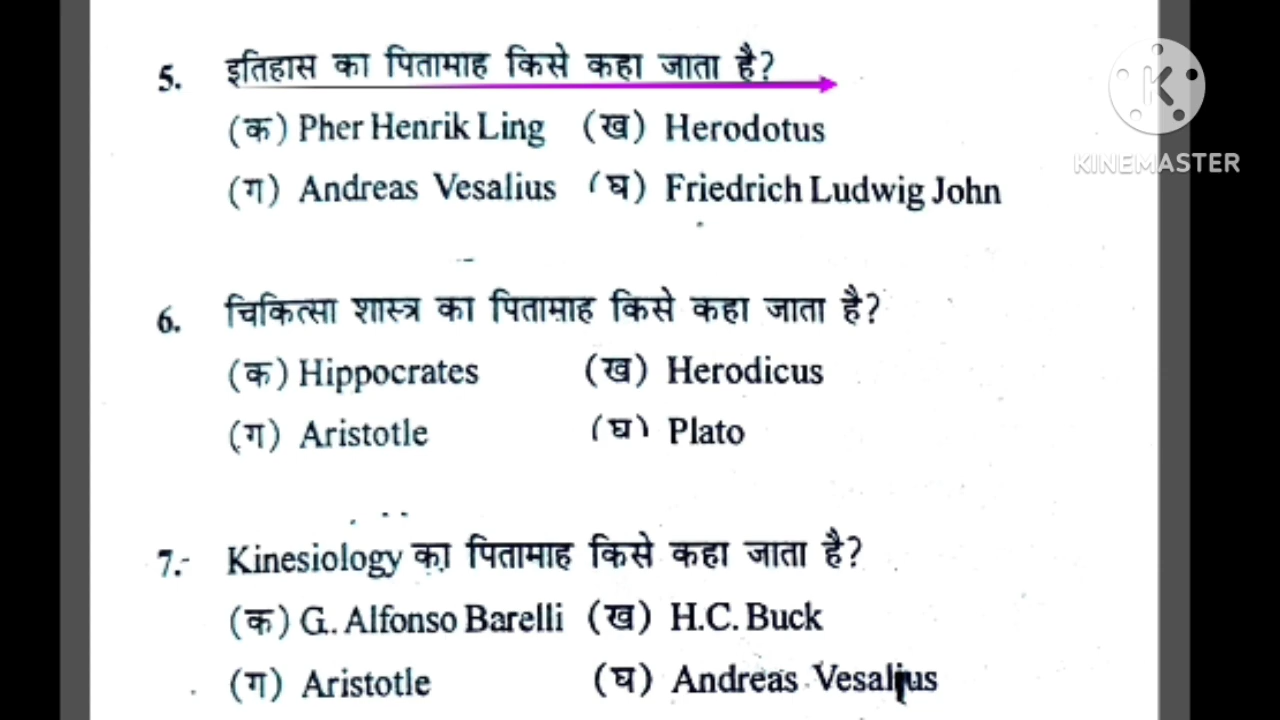 5. इतिहास का पितामाह किसे कहा जाता है?
(क) Pher Henrik Ling (ख) Herodotus
(ग) Andreas Vesalius (घ) Friedrich Ludwig John
6. चिकित्सा शास्त्र का पितामाह किसे कहा जाता है?
(क) Hippocrates (ख) Herodicus
(ग) Aristotle (घ) Plato
7. Kinesiology का पितामाह किसे कहा जाता है?
(क) G. Alfonso Barelli (ख) H.C. Buck
(ग) Aristotle (घ) Andreas Vesalius
K
KINEMASTER